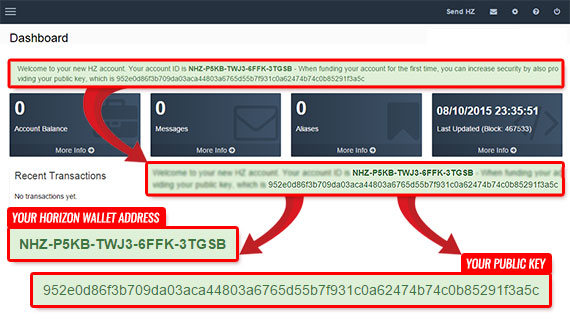 Send HZ
Dashboard
Welcome to your new HZ account. Your account ID is NHZ-P5KB-TWJ3-6FFK-3TGSB - When funding your account for the first time, you can increase security by also pro
viding your public key, which is 952e0d86f3b709da03aca44803a6765d55b7f931c0a62474b74c0b85291f3a5c
0 0 0 08/10/2015 23:35:51
Account Balance Messages Aliases Last Updated (Block: 467533)
More Info More Info More Info More Info
Recent Transactions
No transactions yet.
Welcome to your new HZ account. Your account ID is NHZ-P5KB-TWJ3-6FFK-3TGSB - When funding your a
viding your public key, which is 952e0d86f3b709da03aca44803a6765d55b7f931c0a62474b74c0b85291f3a5c
YOUR HORIZON WALLET ADDRESS
NHZ-P5KB-TWJ3-6FFK-3TGSB
YOUR PUBLIC KEY
952e0d86f3b709da03aca44803a6765d55b7f931c0a62474b74c0b85291f3a5c